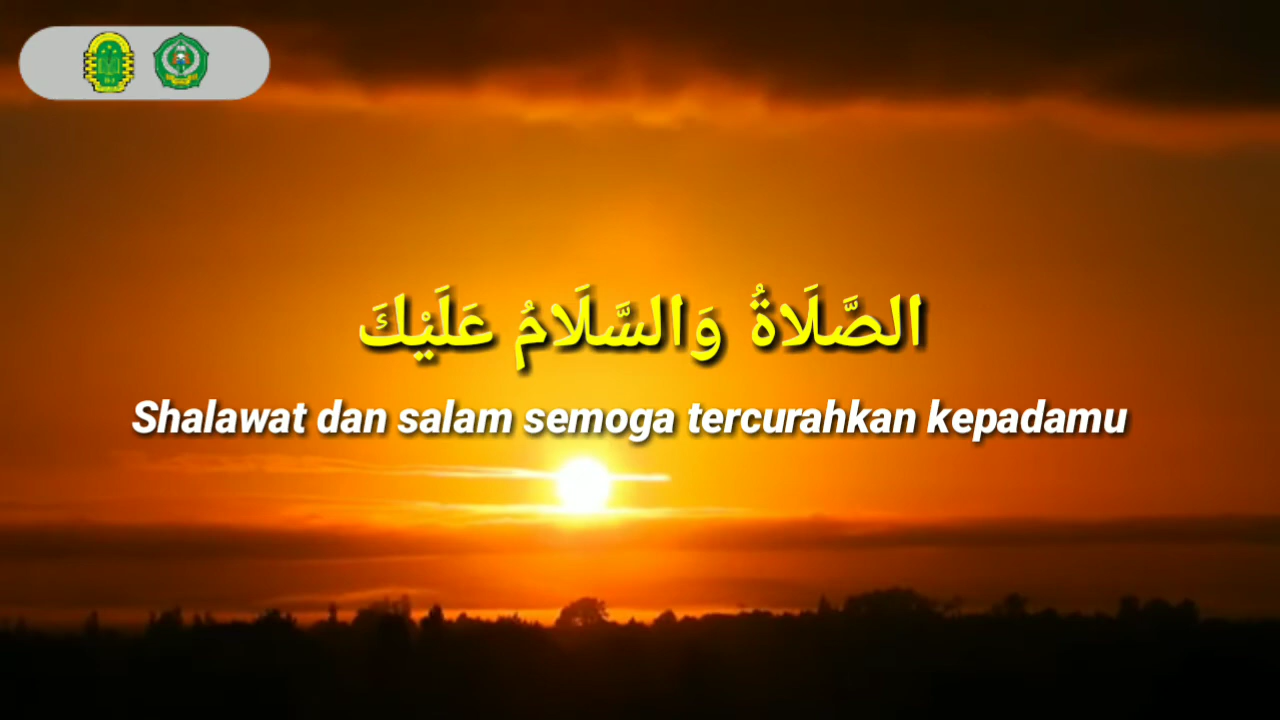 الصَّلَاةُ وَالسَّلَامُ عَلَيْكَ
Shalawat dan salam semoga tercurahkan kepadamu